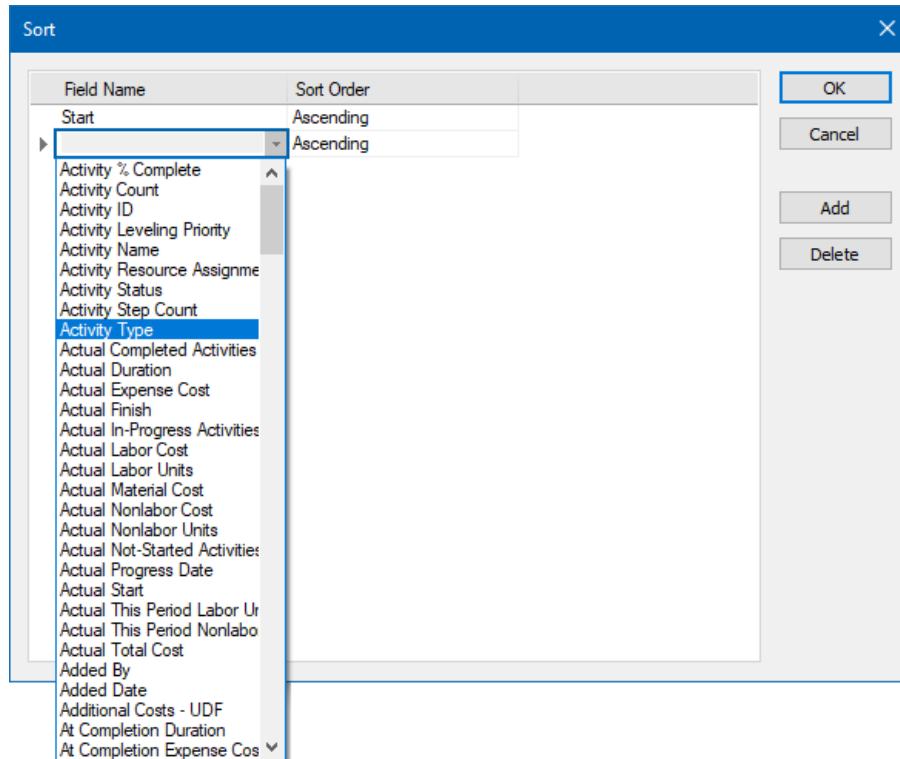 Sort
Field Name Sort Order
OK
Start Ascending
Ascending
Cancel
Activity % Complete
Activity Count
Activity ID
Add
Activity Leveling Priority
Activity Name
Delete
Activity Resource Assignme
Activity Status
Activity Step Count
Activity Type
Actual Completed Activities
Actual Duration
Actual Expense Cost
Actual Finish
Actual In-Progress Activities
Actual Labor Cost
Actual Labor Units
Actual Material Cost
Actual Nonlabor Cost
Actual Nonlabor Units
Actual Not-Started Activities
Actual Progress Date
Actual Start
Actual This Period Labor Ur
Actual This Period Nonlabo
Actual Total Cost
Added By
Added Date
Additional Costs - UDF
At Completion Duration
At Completion Expense Cos